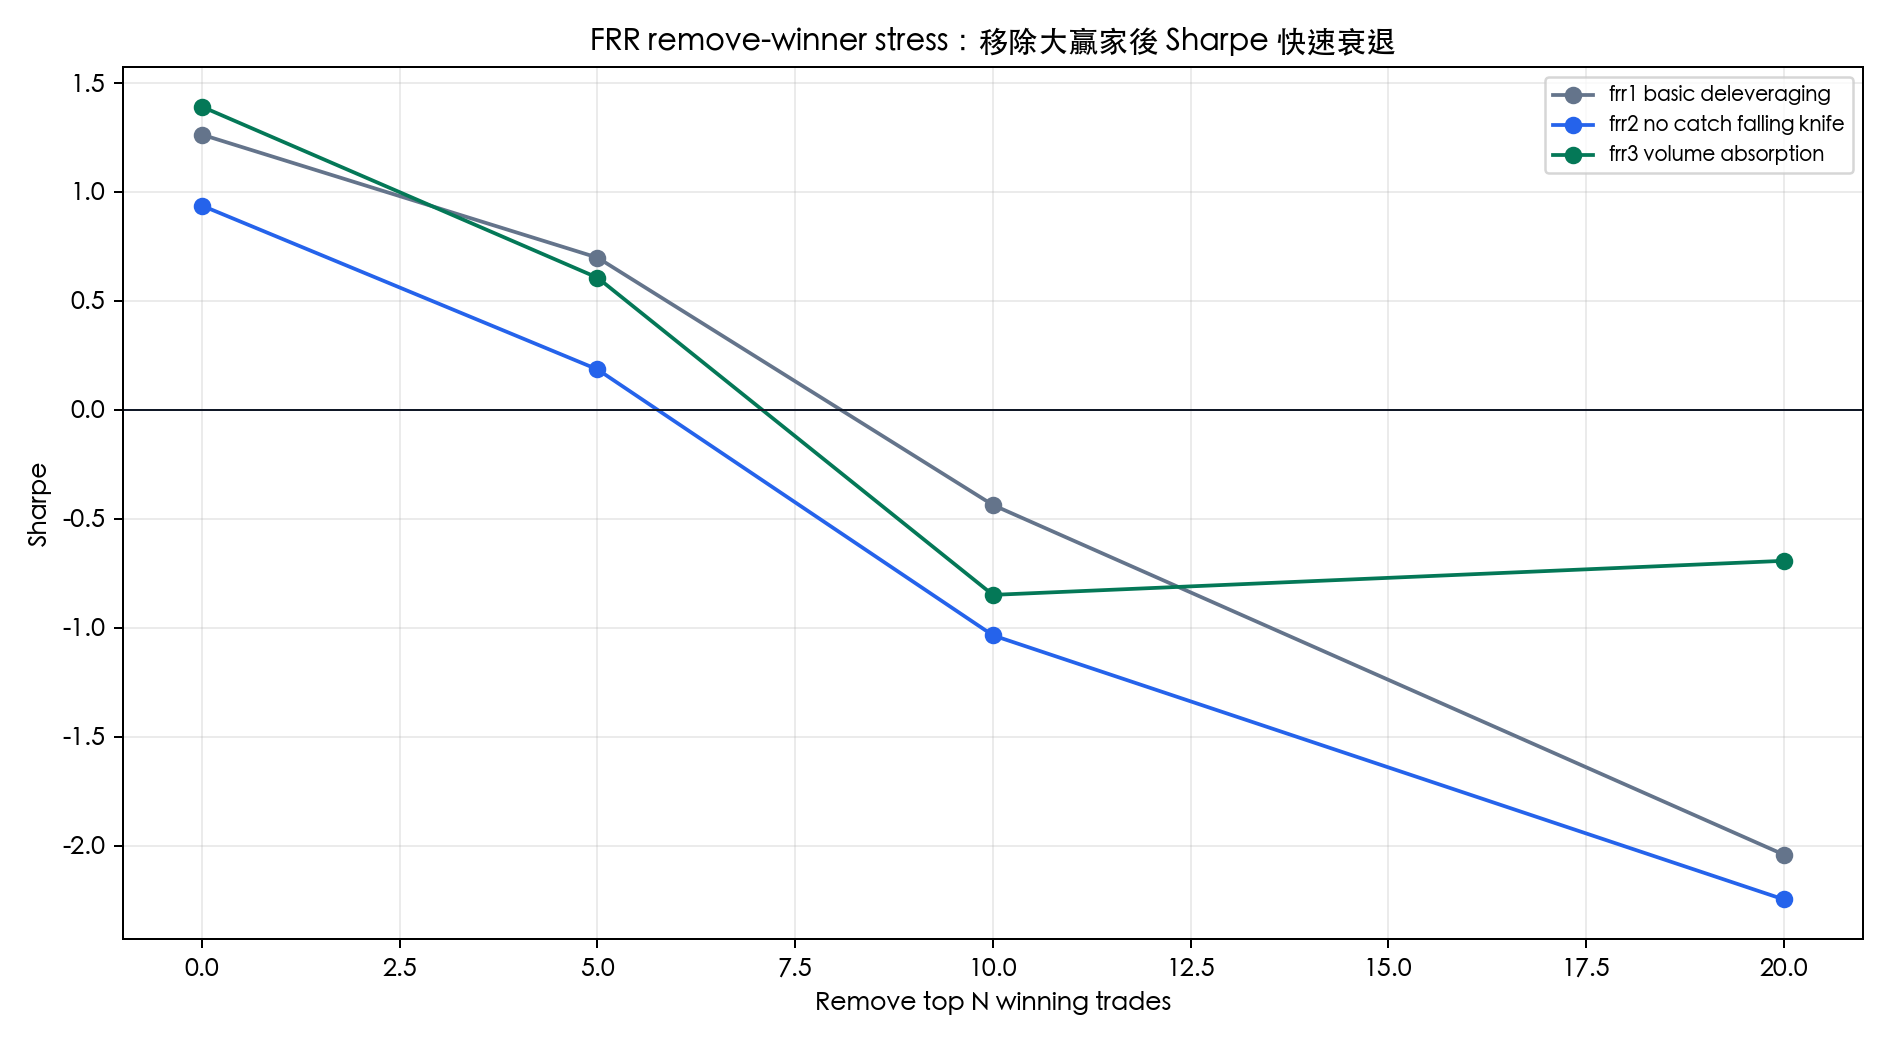 FRR remove-winner stress：移除大贏家後 Sharpe 快速衰退
frr1 basic deleveraging
frr2 no catch falling knife
frr3 volume absorption
Sharpe
1.5
1.0
0.5
0.0
-0.5
-1.0
-1.5
-2.0
0.0 2.5 5.0 7.5 10.0 12.5 15.0 17.5 20.0
Remove top N winning trades